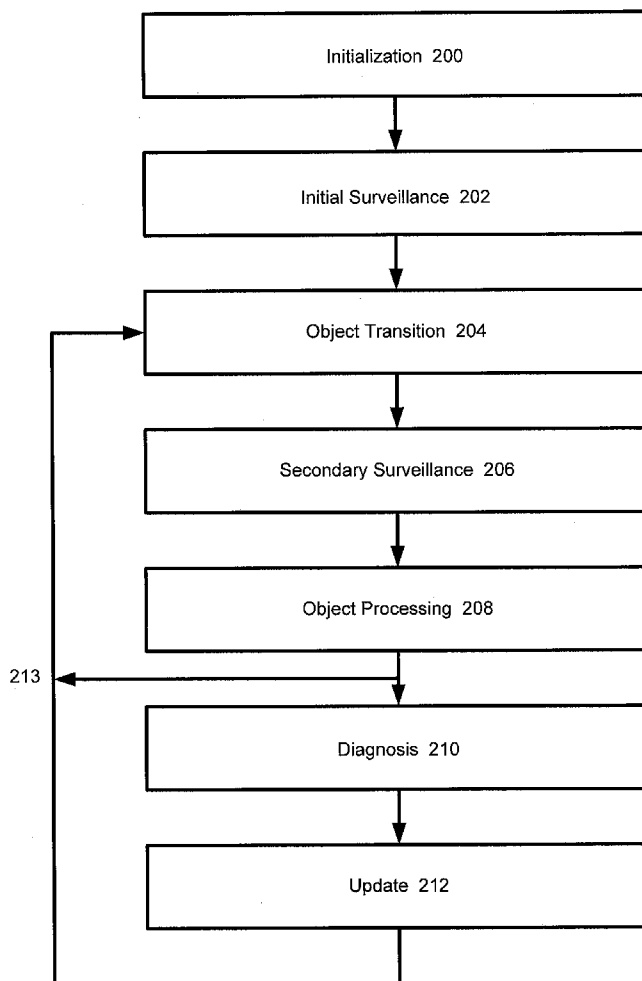 Initialization 200
Initial Surveillance 202
Object Transition 204
Secondary Surveillance 206
Object Processing 208
213
Diagnosis 210
Update 212